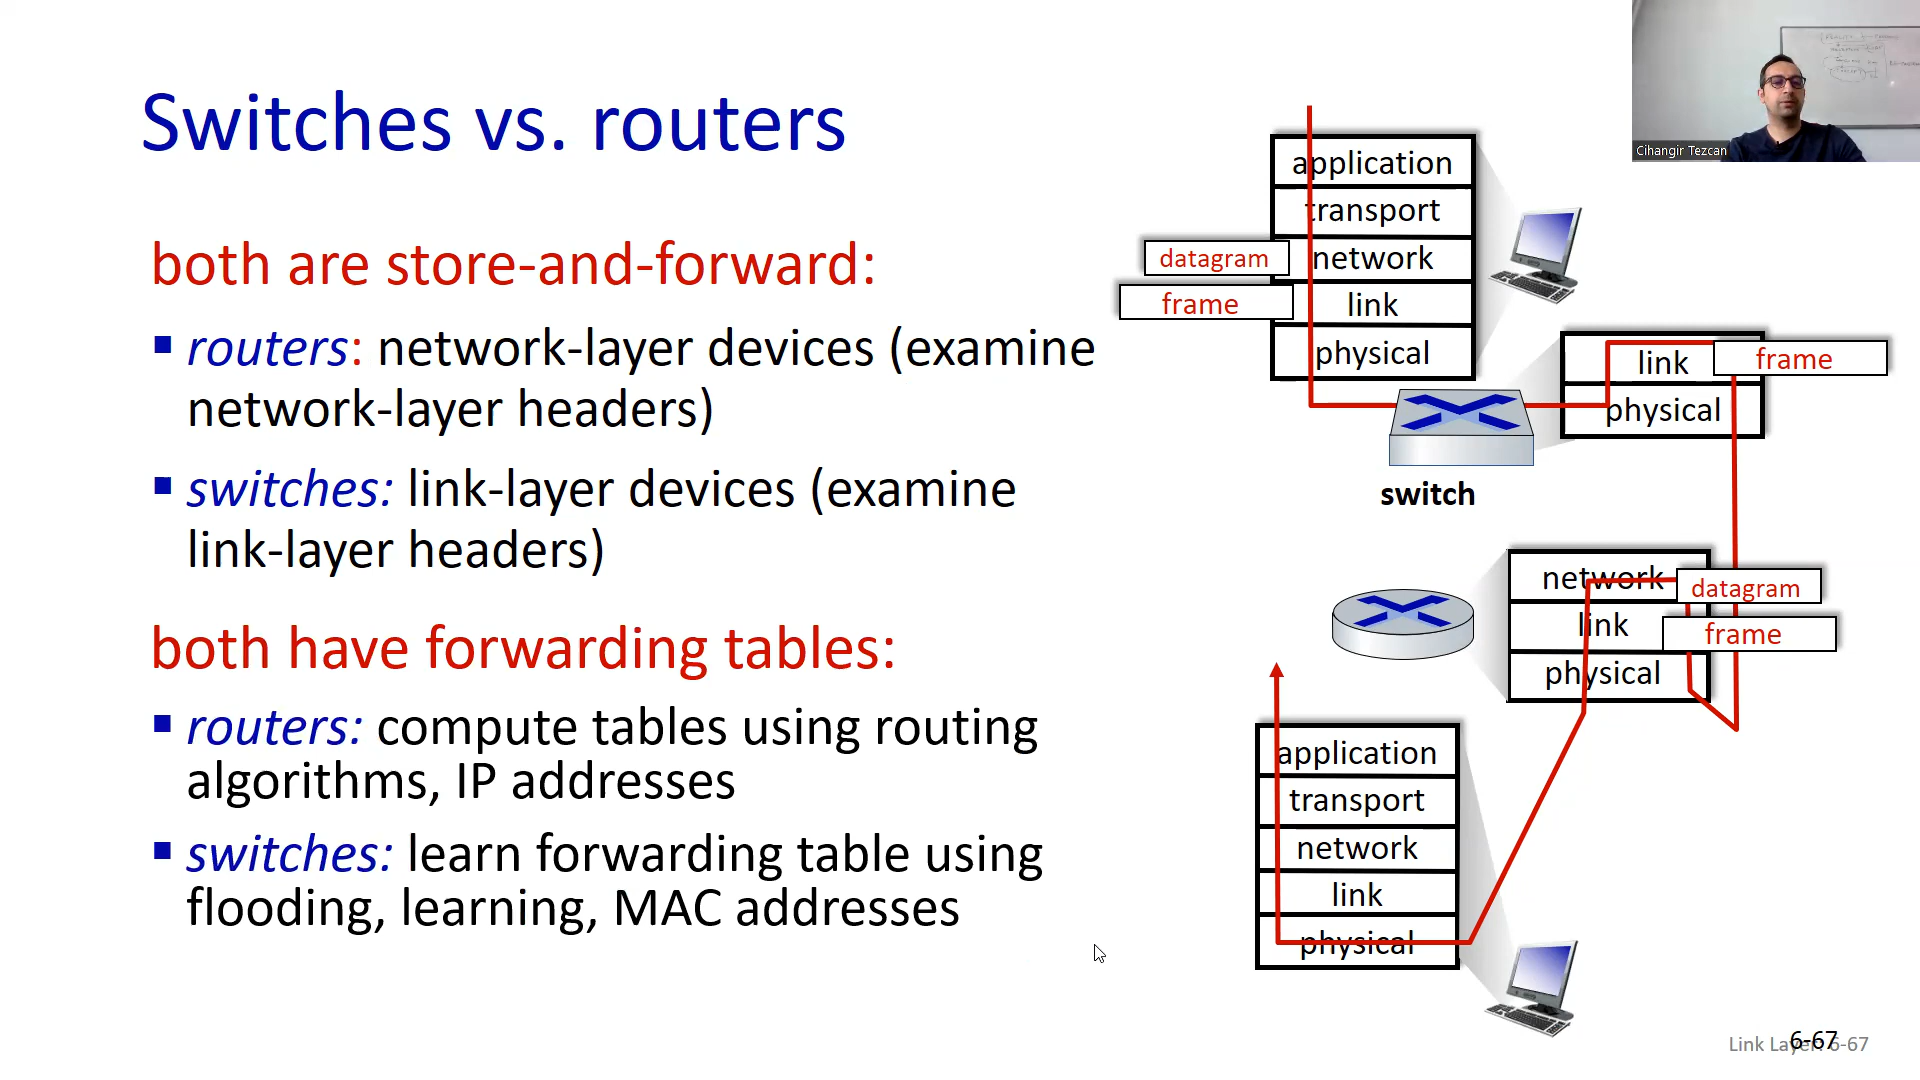 Switches vs. routers
both are store-and-forward:
routers: network-layer devices (examine
network-layer headers)
switches: link-layer devices (examine
link-layer headers)
both have forwarding tables:
routers: compute tables using routing
algorithms, IP addresses
switches: learn forwarding table using
flooding, learning, MAC addresses
application
transport
datagram
network
frame
link
physical
link
frame
physical
switch
network
datagram
link
frame
physical
application
transport
network
link
physical
Cihangir Tezcan
Link Layer: 6-67
6-67